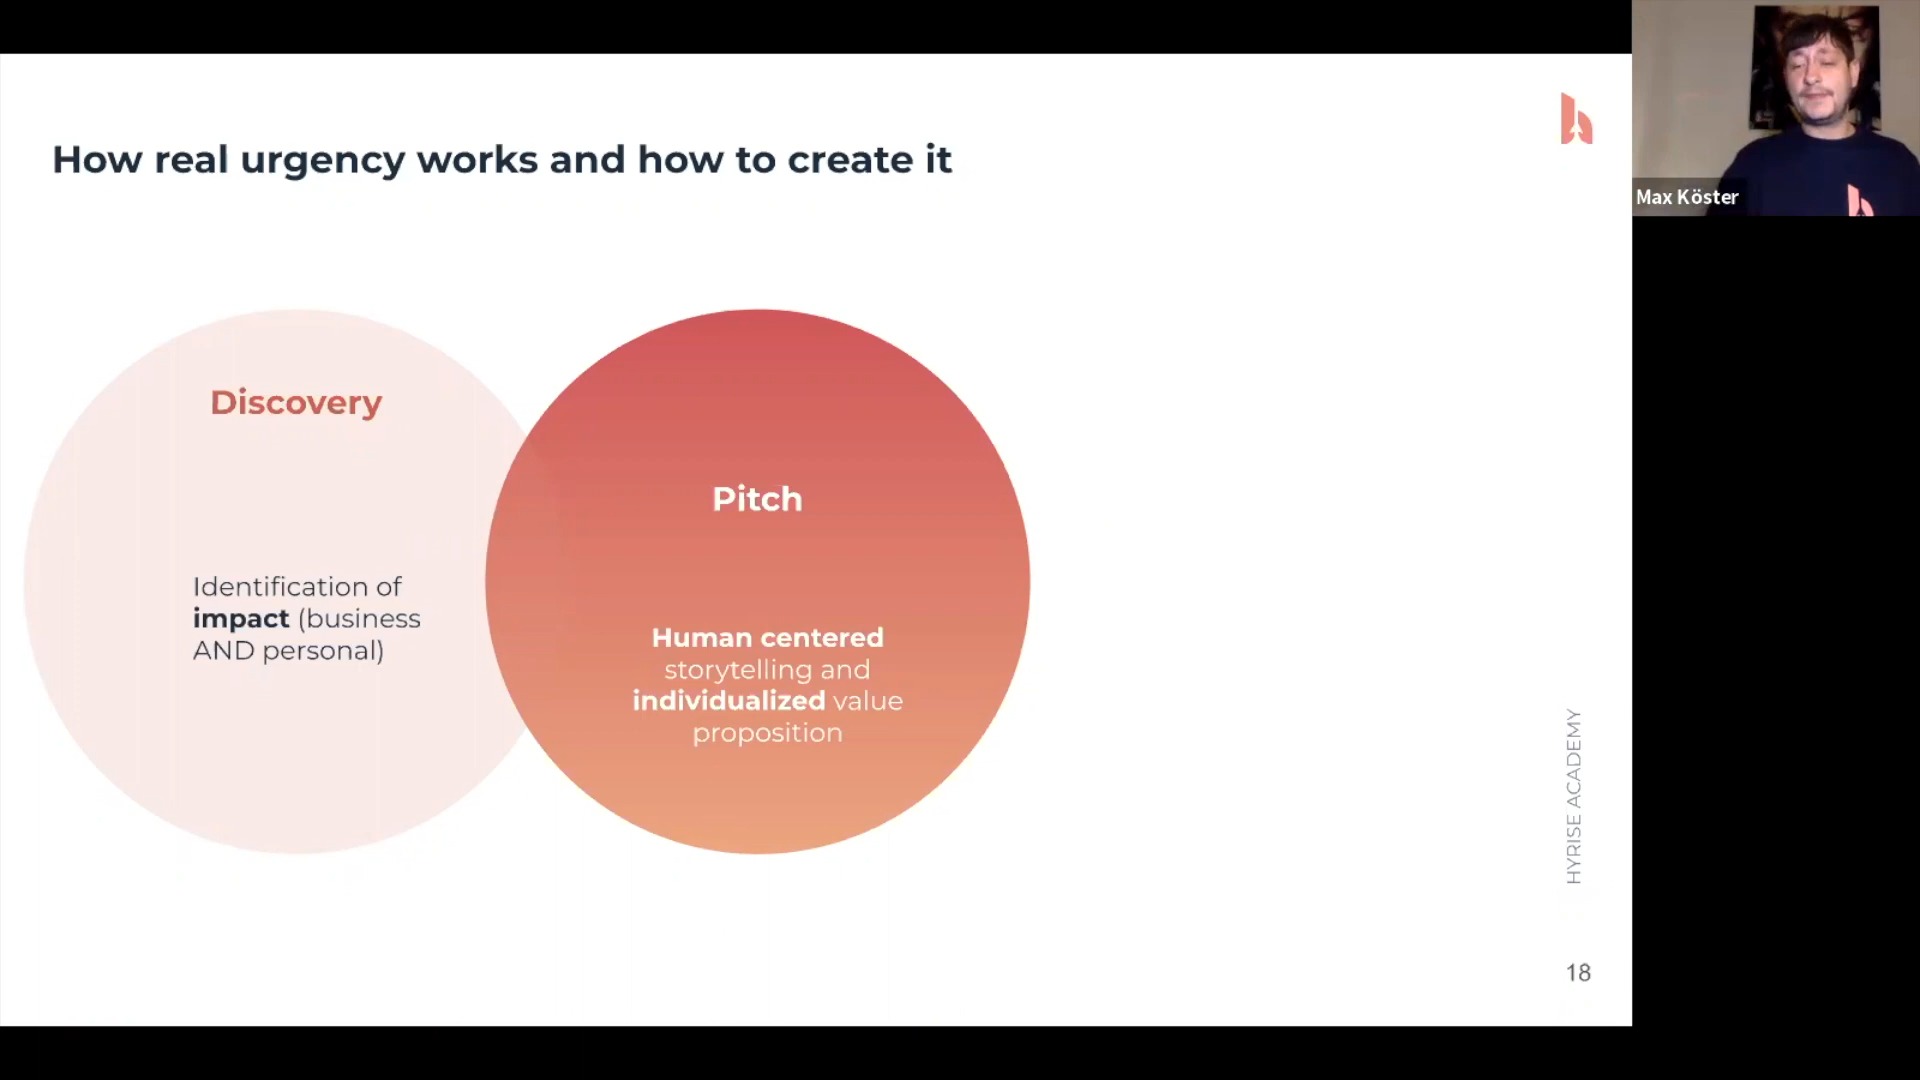 How real urgency works and how to create it
Discovery
Identification of
impact (business
AND personal)
Pitch
Human centered
storytelling and
individualized value
proposition
HYRISE ACADEMY
18
Max Köster